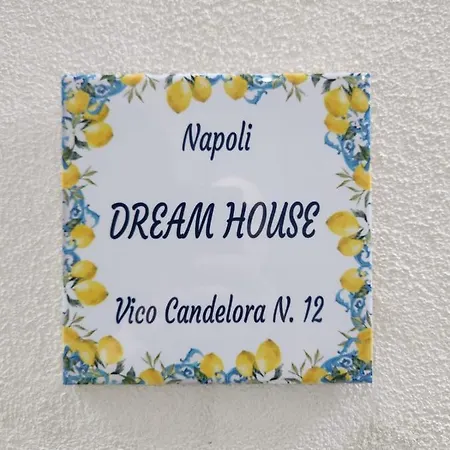 Napoli
DREAM HOUSE
Vico Candelora N. 12